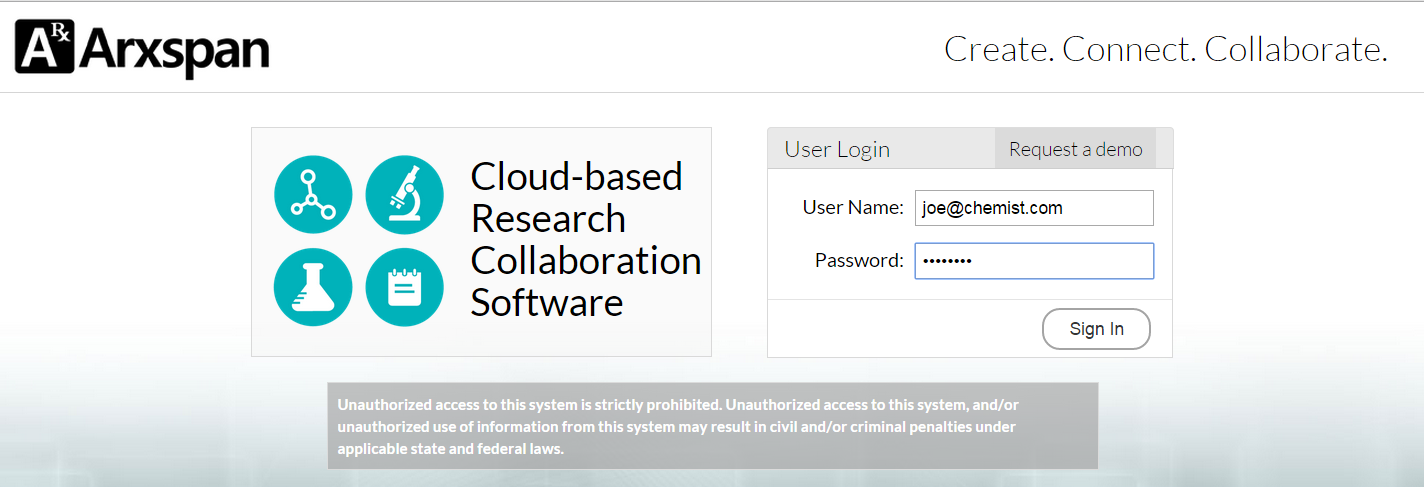 ARx Arxspan
Create. Connect. Collaborate.
Cloud-based
Research
Collaboration
Software
User Login
Request a demo
User Name:
joe@chemist.com
Password:
••••••••
Sign In
Unauthorized access to this system is strictly prohibited. Unauthorized access to this system, and/or
unauthorized use of information from this system may result in civil and/or criminal penalties under
applicable state and federal laws.